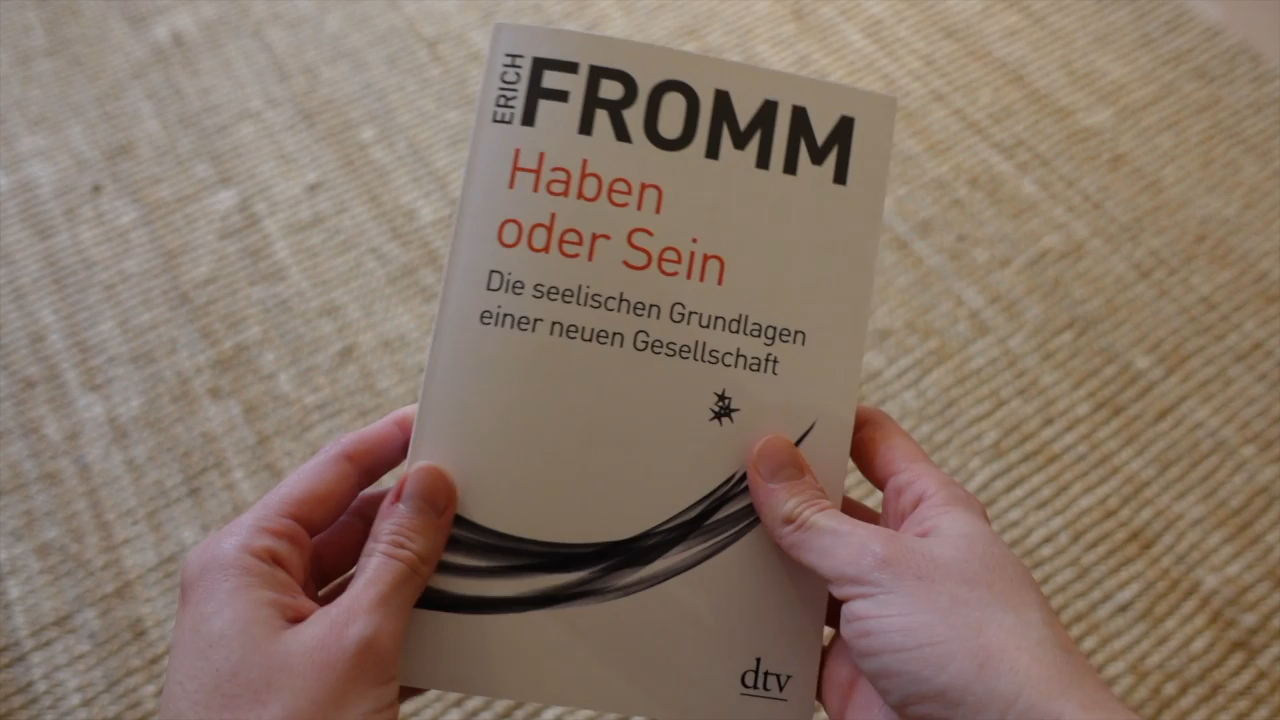 ERICH
FROMM
Haben
oder Sein
Die seelischen Grundlagen
einer neuen Gesellschaft
dtv